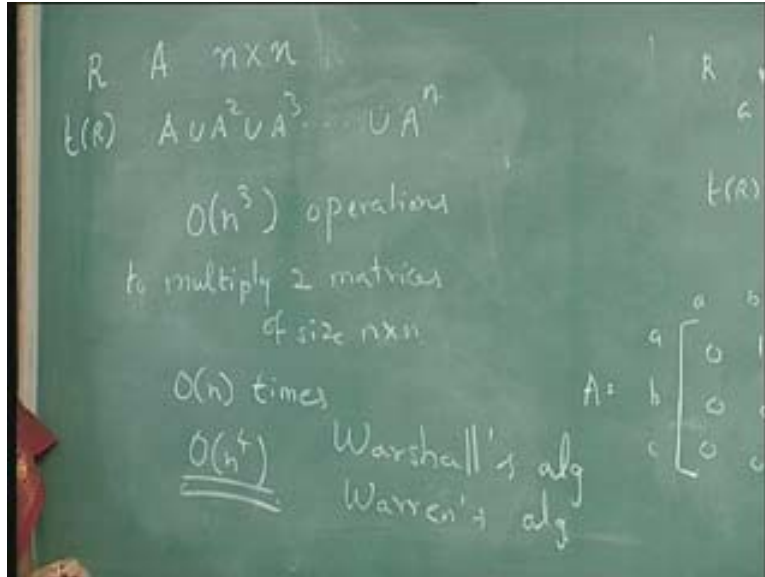 R A n×n
t(R) A ∪ A² ∪ A³ .... ∪ Aⁿ
O(n³) operations
to multiply 2 matrices
of size n×n
O(n) times
O(n⁴) Warshall's alg
Warren's alg
R
a
t(R)
a b
a 0 1
A = b 0
c 0